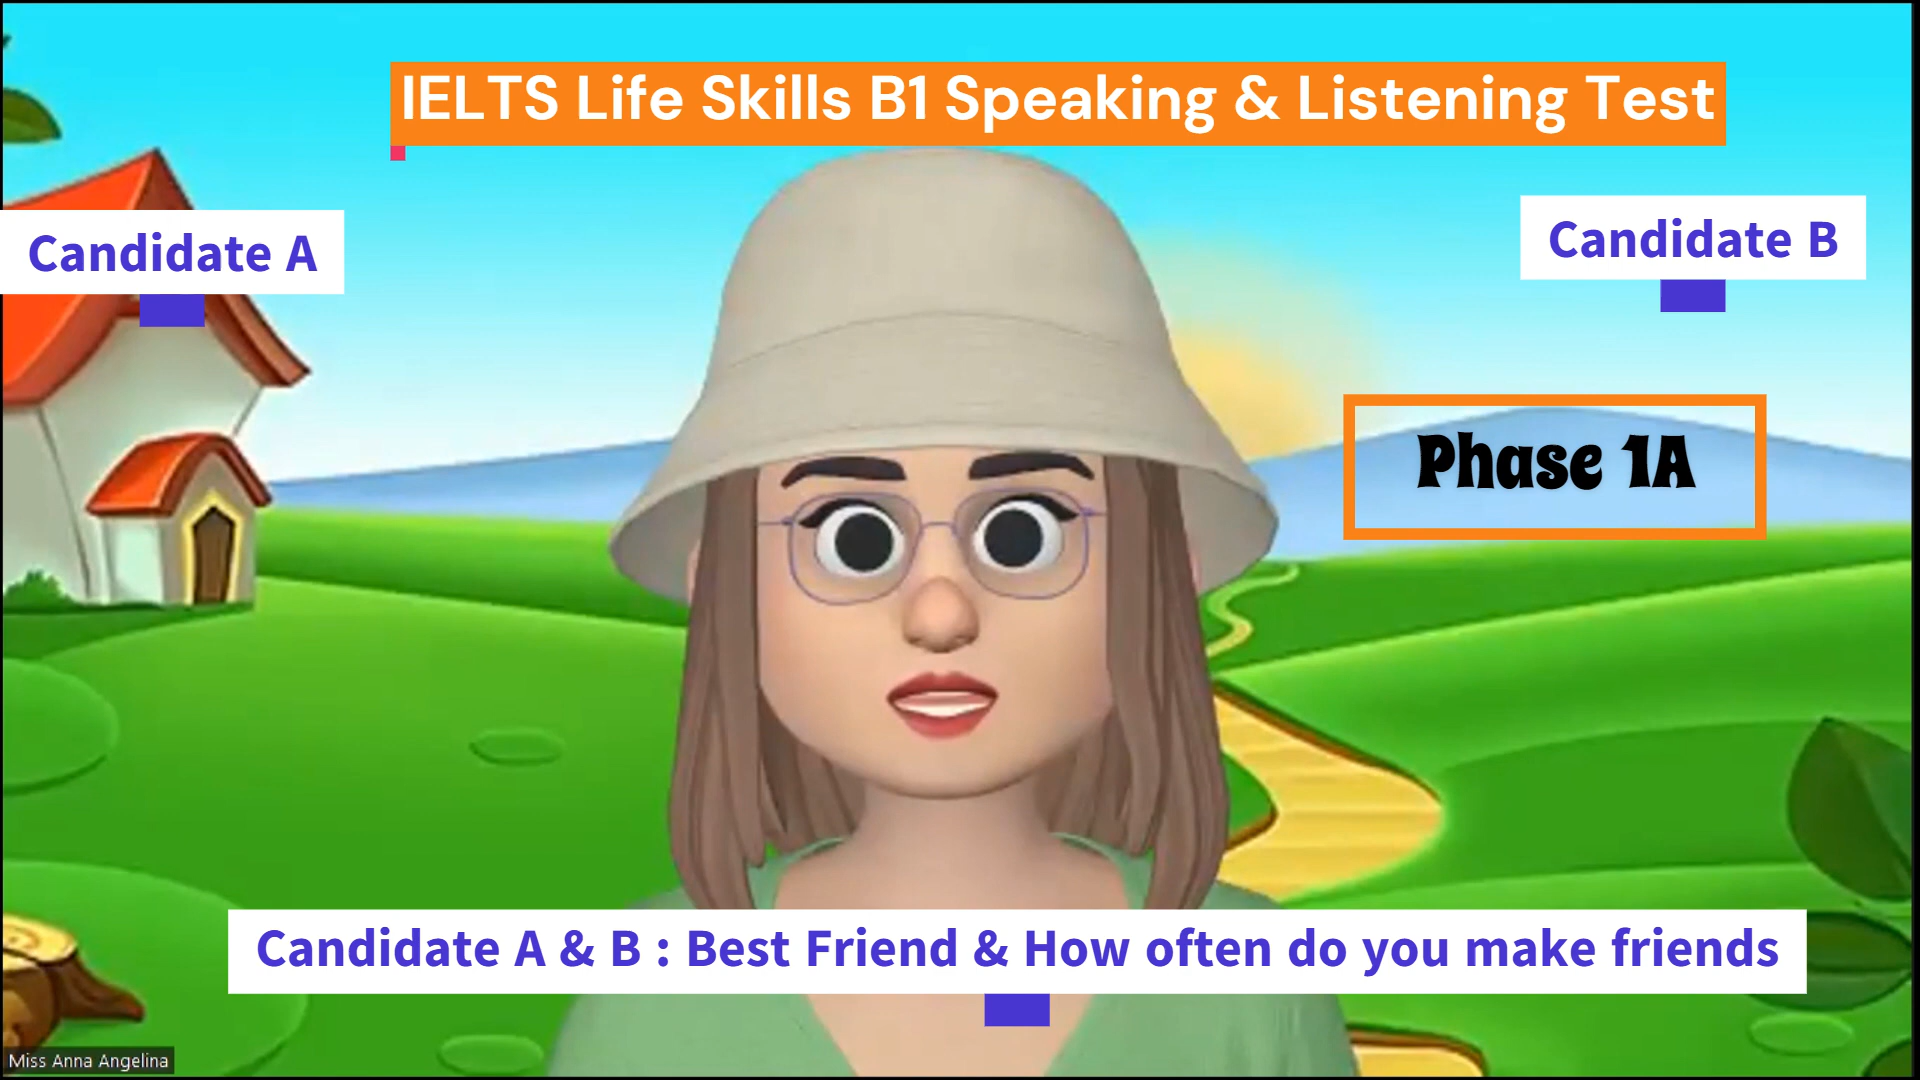 IELTS Life Skills B1 Speaking & Listening Test
Candidate A
Candidate B
Phase 1A
Candidate A & B : Best Friend & How often do you make friends
Miss Anna Angelina